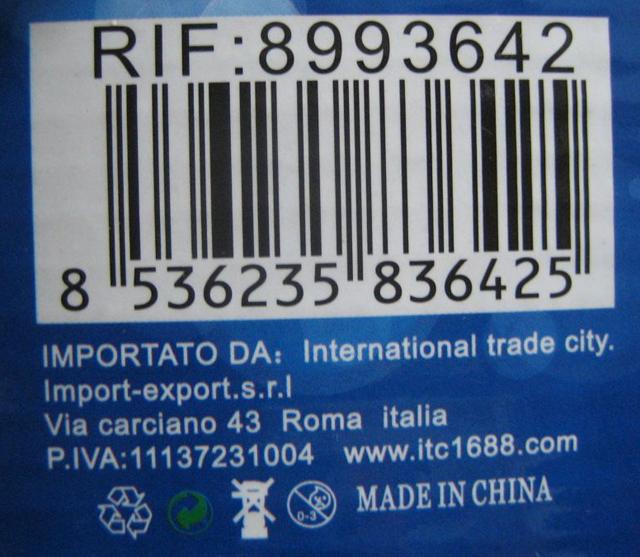 RIF:8993642
8 536235 836425
IMPORTATO DA: International trade city.
Import-export.s.r.l
Via carciano 43 Roma italia
P.IVA:11137231004 www.itc1688.com
0-3 MADE IN CHINA